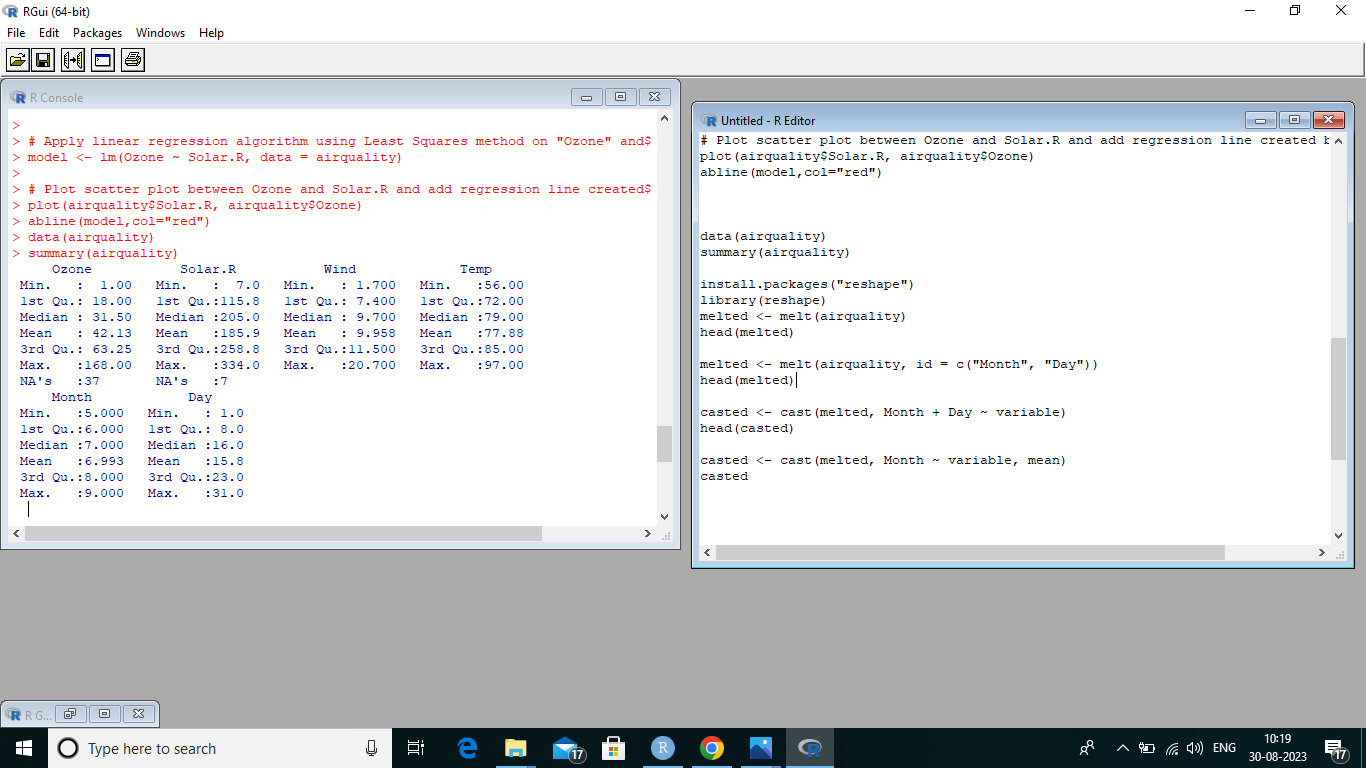 RGui (64-bit)
File Edit Packages Windows Help
R Console
>
> # Apply linear regression algorithm using Least Squares method on "Ozone" and$
> model <- lm(Ozone ~ Solar.R, data = airquality)
>
> # Plot scatter plot between Ozone and Solar.R and add regression line created$
> plot(airquality$Solar.R, airquality$Ozone)
> abline(model,col="red")
> data(airquality)
> summary(airquality)
Ozone Solar.R Wind Temp
Min. : 1.00 Min. : 7.0 Min. : 1.700 Min. :56.00
1st Qu.: 18.00 1st Qu.:115.8 1st Qu.: 7.400 1st Qu.:72.00
Median : 31.50 Median :205.0 Median : 9.700 Median :79.00
Mean : 42.13 Mean :185.9 Mean : 9.958 Mean :77.88
3rd Qu.: 63.25 3rd Qu.:258.8 3rd Qu.:11.500 3rd Qu.:85.00
Max. :168.00 Max. :334.0 Max. :20.700 Max. :97.00
NA's :37 NA's :7
Month Day
Min. :5.000 Min. : 1.0
1st Qu.:6.000 1st Qu.: 8.0
Median :7.000 Median :16.0
Mean :6.993 Mean :15.8
3rd Qu.:8.000 3rd Qu.:23.0
Max. :9.000 Max. :31.0
Untitled - R Editor
# Plot scatter plot between Ozone and Solar.R and add regression line created
plot(airquality$Solar.R, airquality$Ozone)
abline(model,col="red")
data(airquality)
summary(airquality)
install.packages("reshape")
library(reshape)
melted <- melt(airquality)
head(melted)
melted <- melt(airquality, id = c("Month", "Day"))
head(melted)
casted <- cast(melted, Month + Day ~ variable)
head(casted)
casted <- cast(melted, Month ~ variable, mean)
casted
R G...
Type here to search
17
R
ENG
10:19
30-08-2023
17